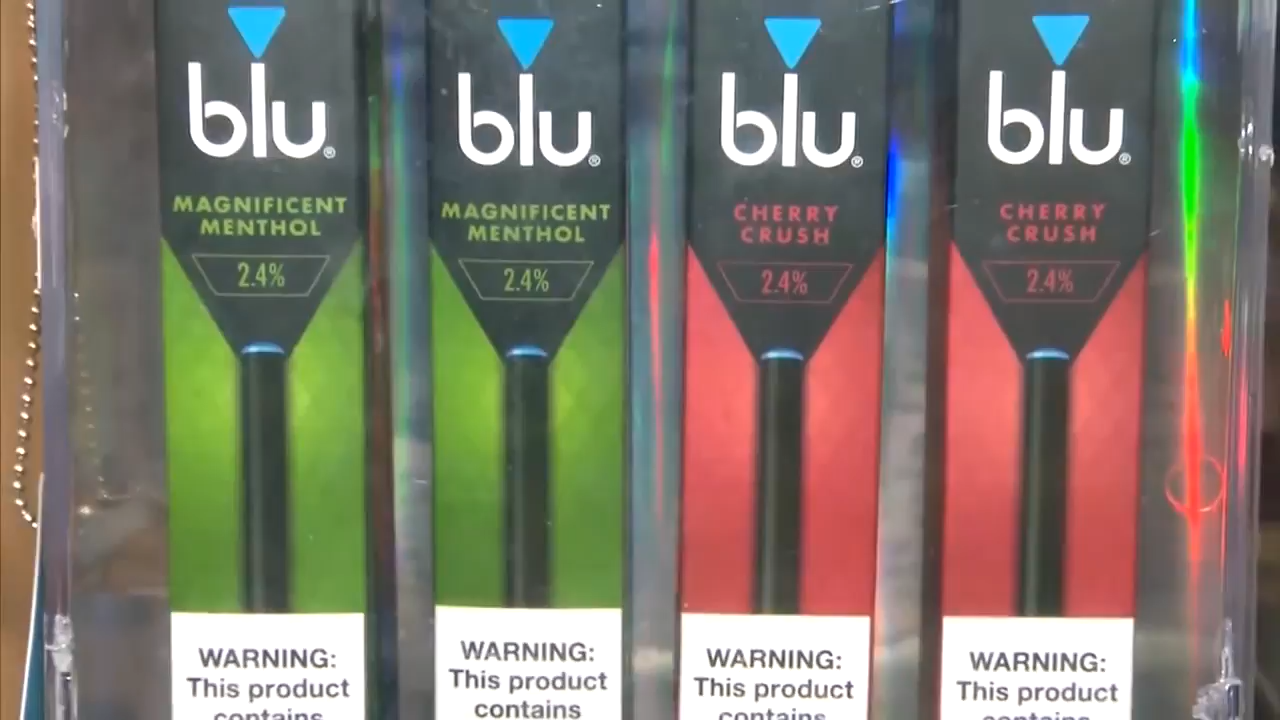 blu®
MAGNIFICENT
MENTHOL
2.4%
WARNING:
This product
contains
blu®
MAGNIFICENT
MENTHOL
2.4%
WARNING:
This product
contains
blu®
CHERRY
CRUSH
2.4%
WARNING:
This product
contains
blu®
CHERRY
CRUSH
2.4%
WARNING:
This product
contains